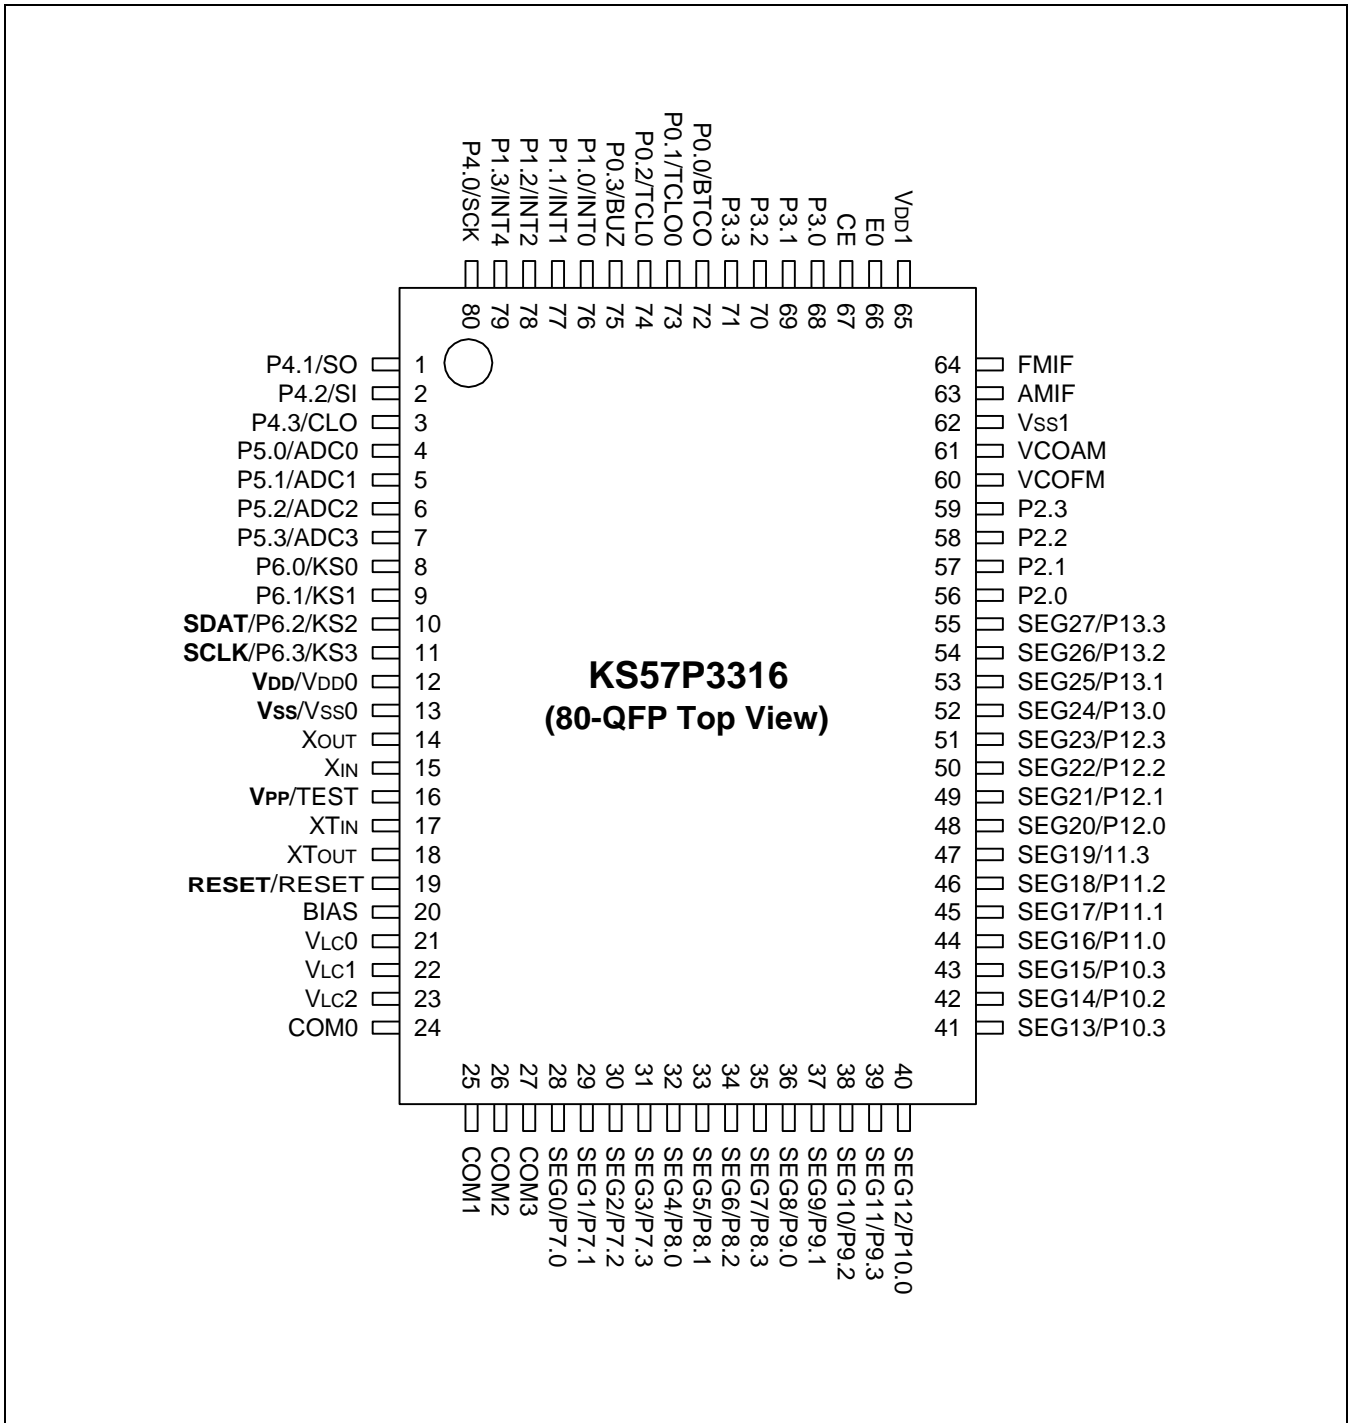 P4.0/SCK
P1.3/INT4
P1.2/INT2
P1.1/INT1
P1.0/INT0
P0.3/BUZ
P0.2/TCL0
P0.1/TCLO0
P0.0/BTCO
P3.3
P3.2
P3.1
P3.0
CE
E0
VDD1
80
79
78
77
76
75
74
73
72
71
70
69
68
67
66
65
P4.1/SO 1
P4.2/SI 2
P4.3/CLO 3
P5.0/ADC0 4
P5.1/ADC1 5
P5.2/ADC2 6
P5.3/ADC3 7
P6.0/KS0 8
P6.1/KS1 9
SDAT/P6.2/KS2 10
SCLK/P6.3/KS3 11
VDD/VDD0 12
VSS/VSS0 13
XOUT 14
XIN 15
VPP/TEST 16
XTIN 17
XTOUT 18
RESET/RESET 19
BIAS 20
VLC0 21
VLC1 22
VLC2 23
COM0 24
KS57P3316
(80-QFP Top View)
64 FMIF
63 AMIF
62 VSS1
61 VCOAM
60 VCOFM
59 P2.3
58 P2.2
57 P2.1
56 P2.0
55 SEG27/P13.3
54 SEG26/P13.2
53 SEG25/P13.1
52 SEG24/P13.0
51 SEG23/P12.3
50 SEG22/P12.2
49 SEG21/P12.1
48 SEG20/P12.0
47 SEG19/11.3
46 SEG18/P11.2
45 SEG17/P11.1
44 SEG16/P11.0
43 SEG15/P10.3
42 SEG14/P10.2
41 SEG13/P10.3
25
26
27
28
29
30
31
32
33
34
35
36
37
38
39
40
COM1
COM2
COM3
SEG0/P7.0
SEG1/P7.1
SEG2/P7.2
SEG3/P7.3
SEG4/P8.0
SEG5/P8.1
SEG6/P8.2
SEG7/P8.3
SEG8/P9.0
SEG9/P9.1
SEG10/P9.2
SEG11/P9.3
SEG12/P10.0